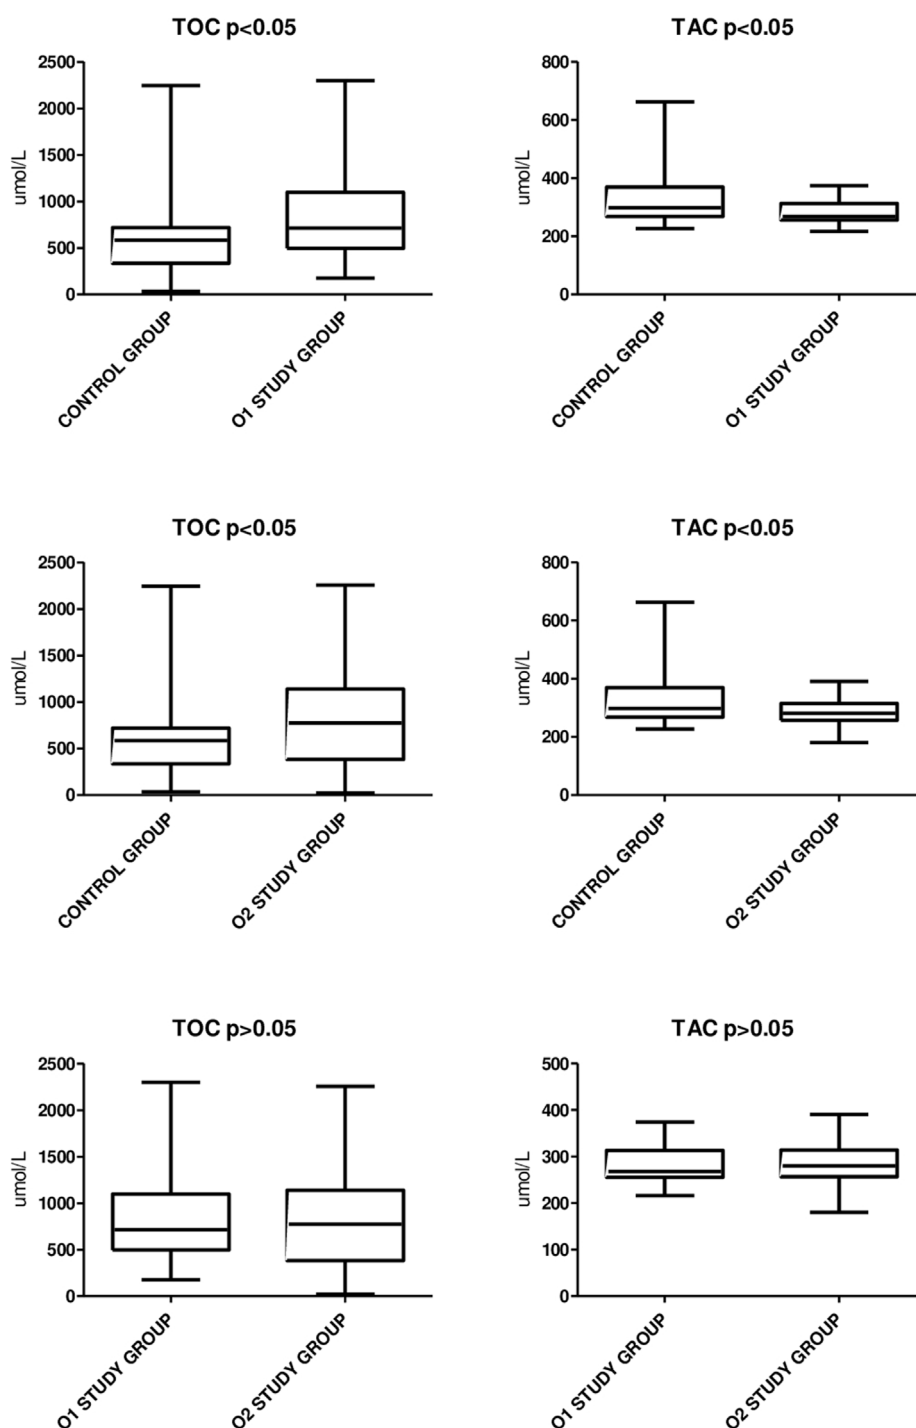 TOC p<0.05
2500
2000
1500
1000
500
0
umol/L
CONTROL GROUP
O1 STUDY GROUP
TAC p<0.05
800
600
400
200
0
umol/L
CONTROL GROUP
O1 STUDY GROUP
TOC p<0.05
2500
2000
1500
1000
500
0
umol/L
CONTROL GROUP
O2 STUDY GROUP
TAC p<0.05
800
600
400
200
0
umol/L
CONTROL GROUP
O2 STUDY GROUP
TOC p>0.05
2500
2000
1500
1000
500
0
umol/L
O1 STUDY GROUP
O2 STUDY GROUP
TAC p>0.05
500
400
300
200
100
0
umol/L
O1 STUDY GROUP
O2 STUDY GROUP